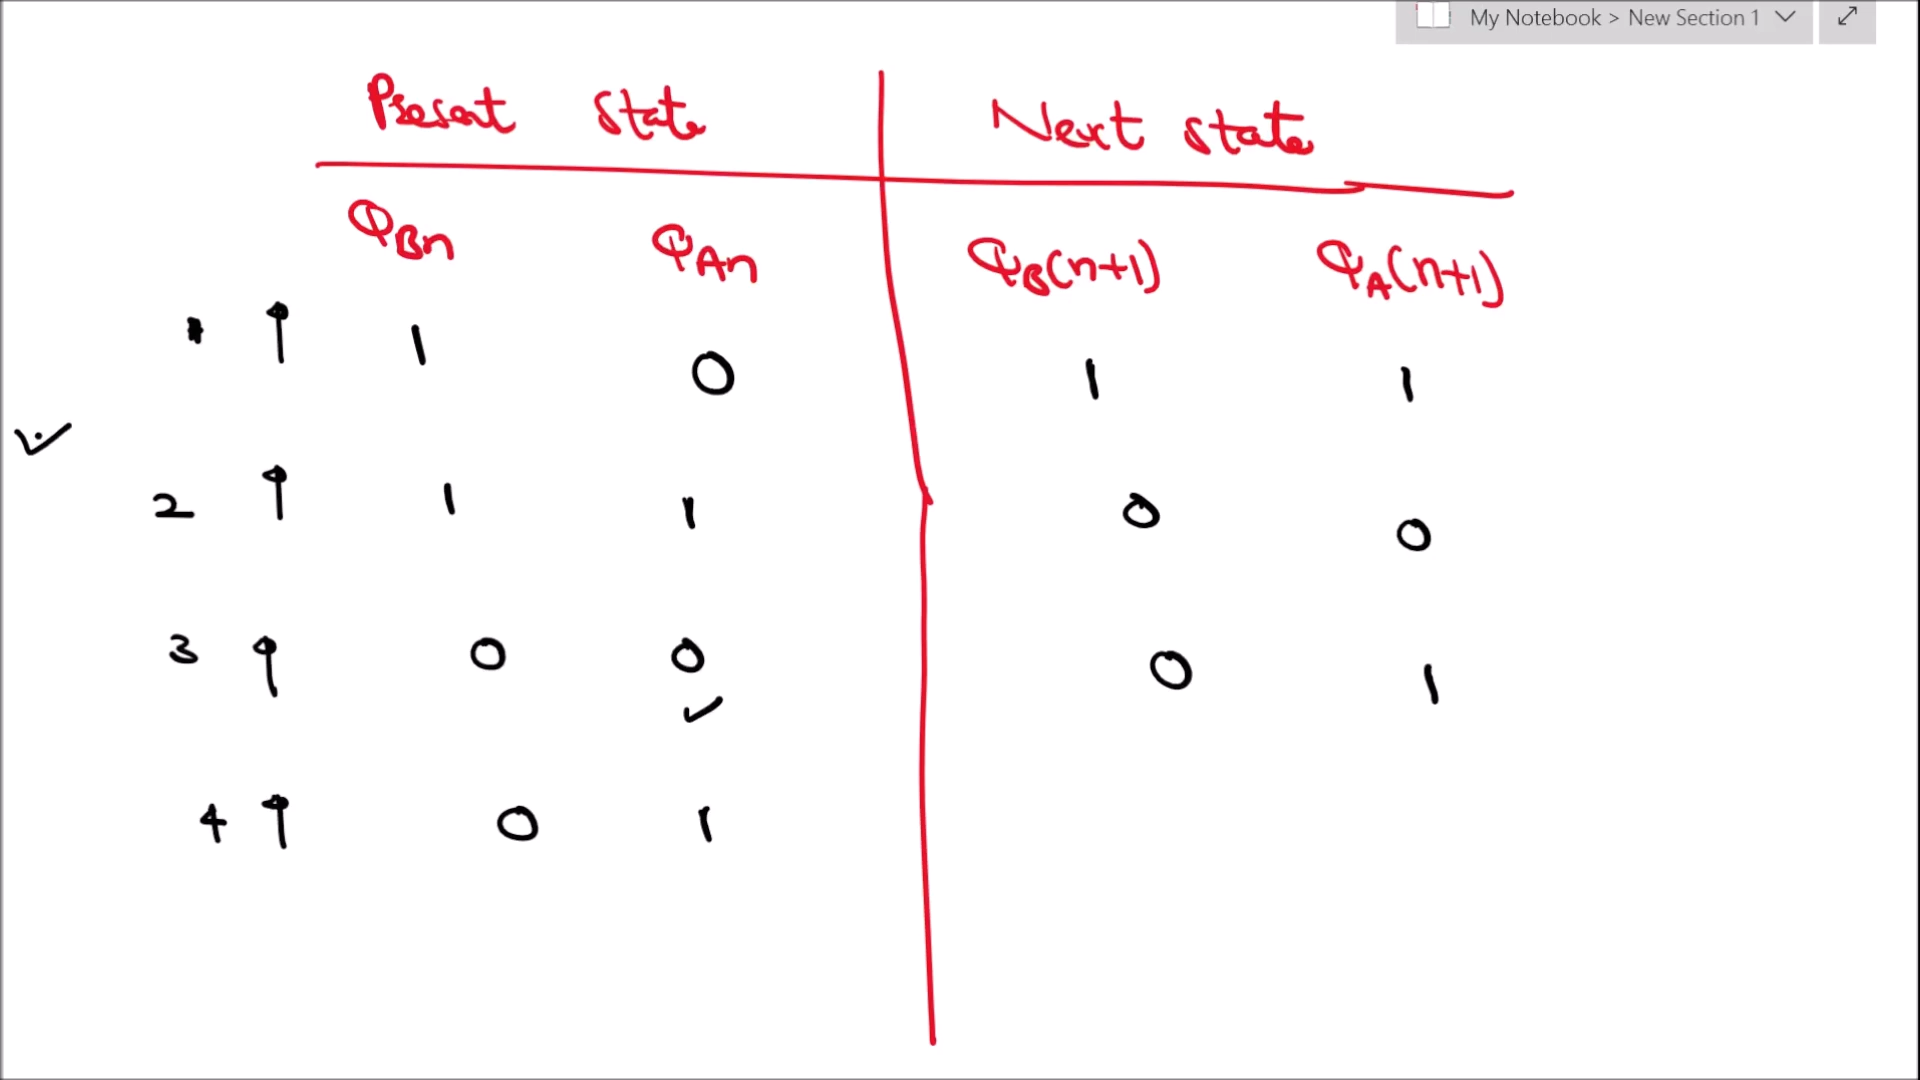 My Notebook > New Section 1
Present State Next state
QBn QAn QB(n+1) QA(n+1)
1 0 1 1
2 1 1 0 0
3 0 0 0 1
4 0 1